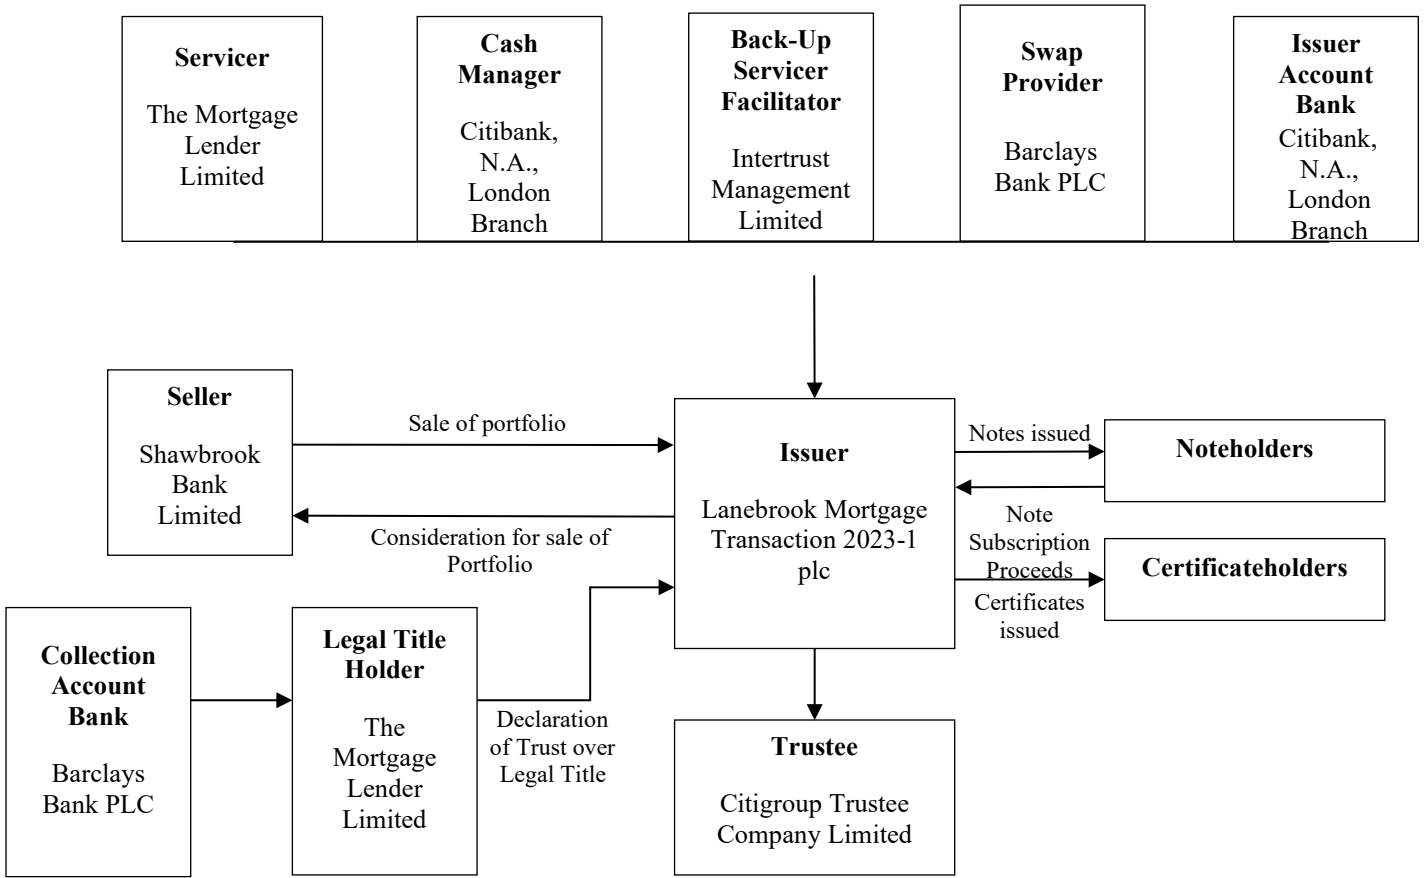 Servicer
The Mortgage
Lender
Limited
Cash
Manager
Citibank,
N.A.,
London
Branch
Back-Up
Servicer
Facilitator
Intertrust
Management
Limited
Swap
Provider
Barclays
Bank PLC
Issuer
Account
Bank
Citibank,
N.A.,
London
Branch
Seller
Shawbrook
Bank
Limited
Sale of portfolio
Consideration for sale of
Portfolio
Issuer
Lanebrook Mortgage
Transaction 2023-1
plc
Notes issued
Noteholders
Note
Subscription
Proceeds
Certificateholders
Certificates
issued
Collection
Account
Bank
Barclays
Bank PLC
Legal Title
Holder
The
Mortgage
Lender
Limited
Declaration
of Trust over
Legal Title
Trustee
Citigroup Trustee
Company Limited